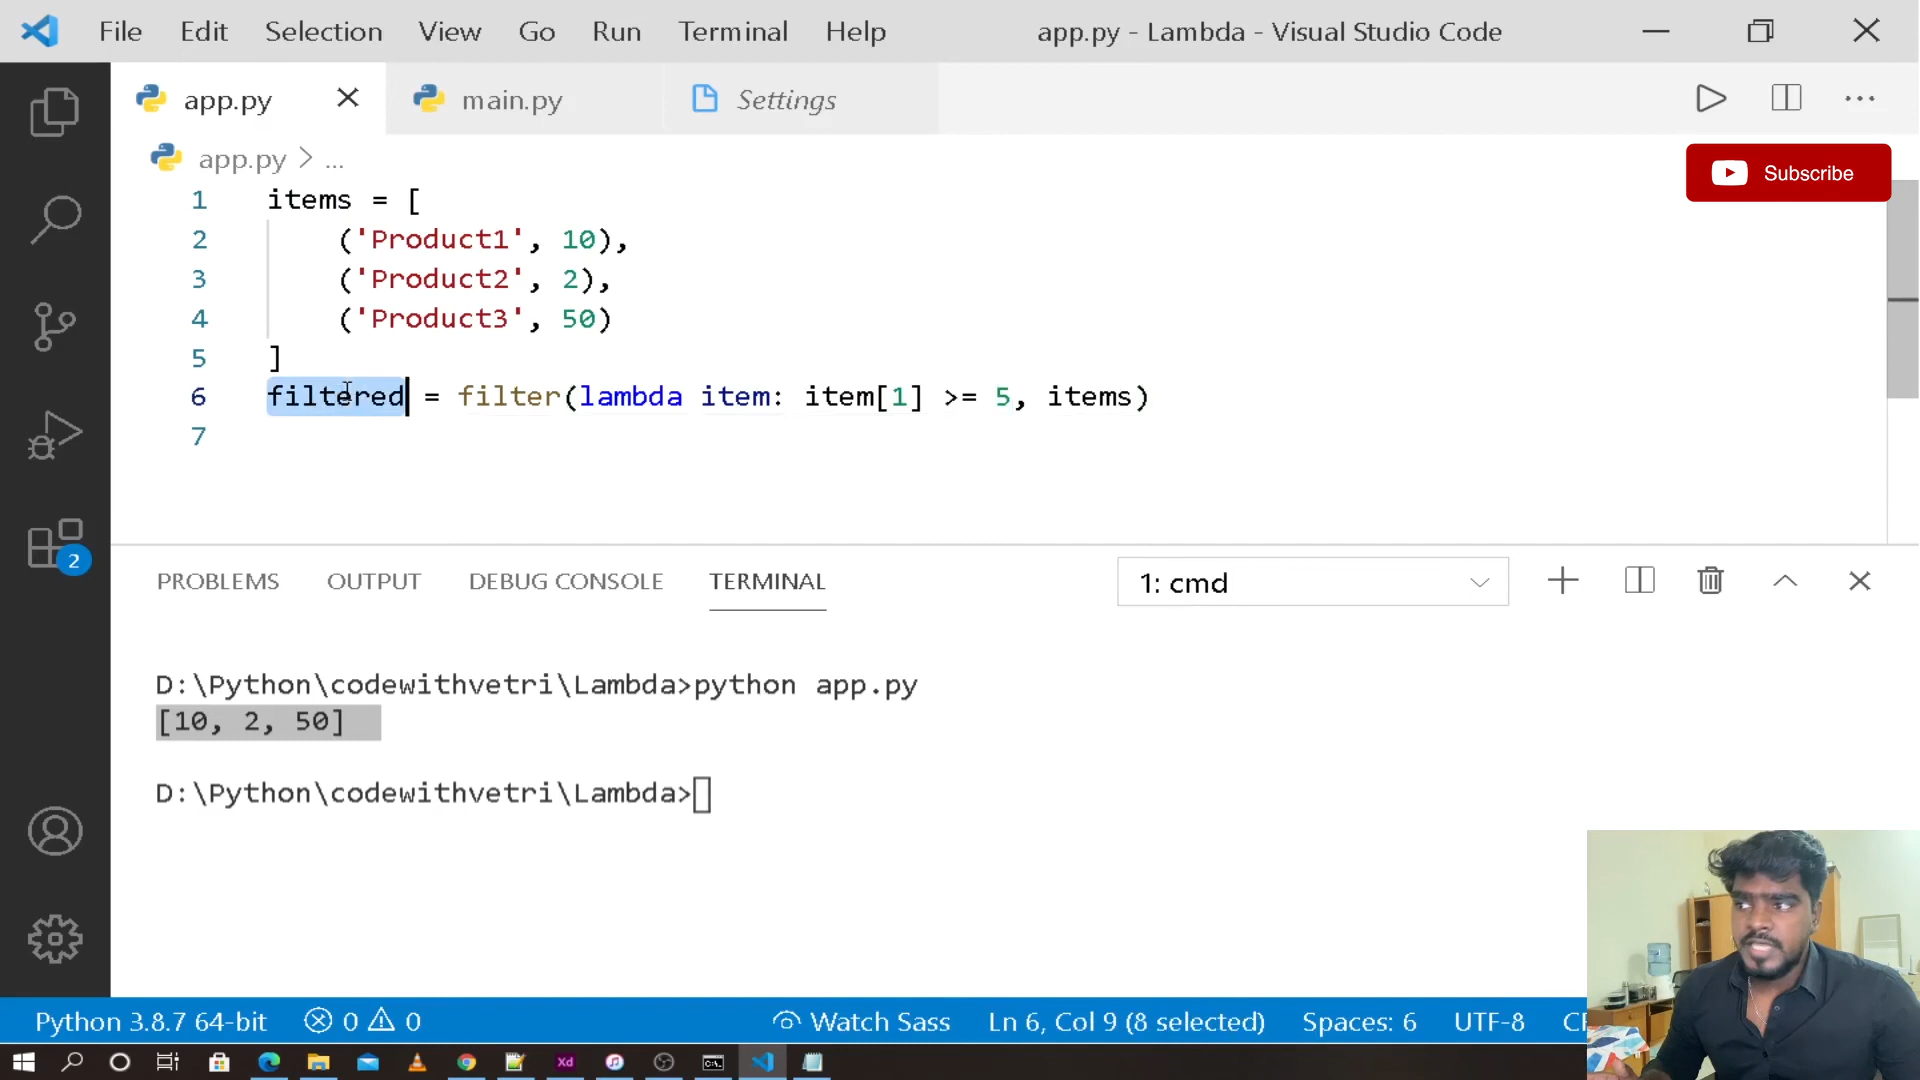 File Edit Selection View Go Run Terminal Help app.py - Lambda - Visual Studio Code
app.py main.py Settings
app.py > ...
Subscribe
1 items = [
2 ('Product1', 10),
3 ('Product2', 2),
4 ('Product3', 50)
5 ]
6 filtered = filter(lambda item: item[1] >= 5, items)
7
2
PROBLEMS OUTPUT DEBUG CONSOLE TERMINAL 1: cmd
D:\Python\codewithvetri\Lambda>python app.py
[10, 2, 50]
D:\Python\codewithvetri\Lambda>
Python 3.8.7 64-bit 0 0 Watch Sass Ln 6, Col 9 (8 selected) Spaces: 6 UTF-8
Xd